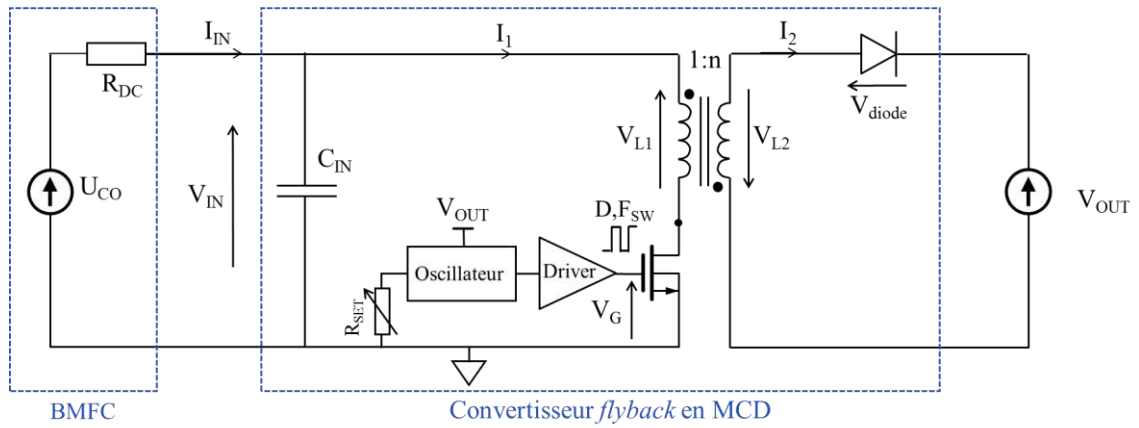 I_IN
I_1
I_2
1:n
R_DC
V_diode
V_L1
V_L2
C_IN
U_CO
V_IN
V_OUT
D,F_SW
V_OUT
Oscillateur
Driver
R_SET
V_G
BMFC
Convertisseur flyback en MCD